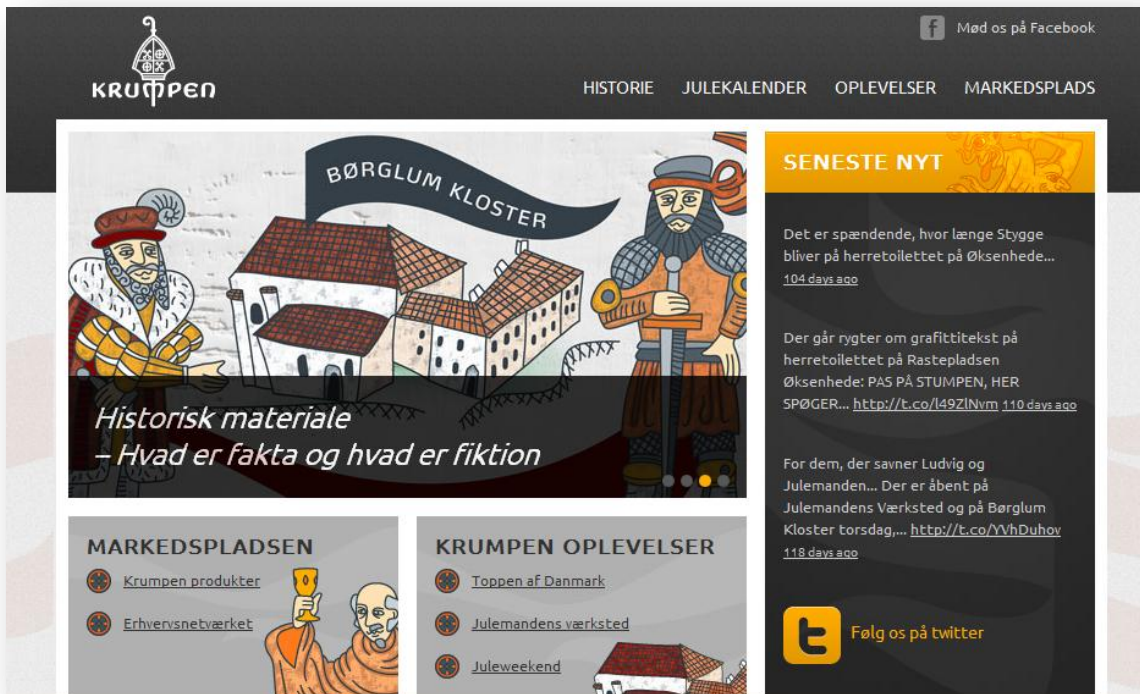 Mød os på Facebook
KRUMPEN
HISTORIE JULEKALENDER OPLEVELSER MARKEDSPLADS
BØRGLUM KLOSTER
Historisk materiale
– Hvad er fakta og hvad er fiktion
SENESTE NYT
Det er spændende, hvor længe Stygge
bliver på herretoilettet på Øksenhede...
104 days ago
Der går rygter om grafittitekst på
herretoilettet på Rastepladsen
Øksenhede: PAS PÅ STUMPEN, HER
SPØGER... http://t.co/l49ZlNvm 110 days ago
For dem, der savner Ludvig og
Julemanden... Der er åbent på
Julemandens Værksted og på Børglum
Kloster torsdag,... http://t.co/YVhDuhov
118 days ago
Følg os på twitter
MARKEDSPLADSEN
Krumpen produkter
Erhvervsnetværket
KRUMPEN OPLEVELSER
Toppen af Danmark
Julemandens værksted
Juleweekend